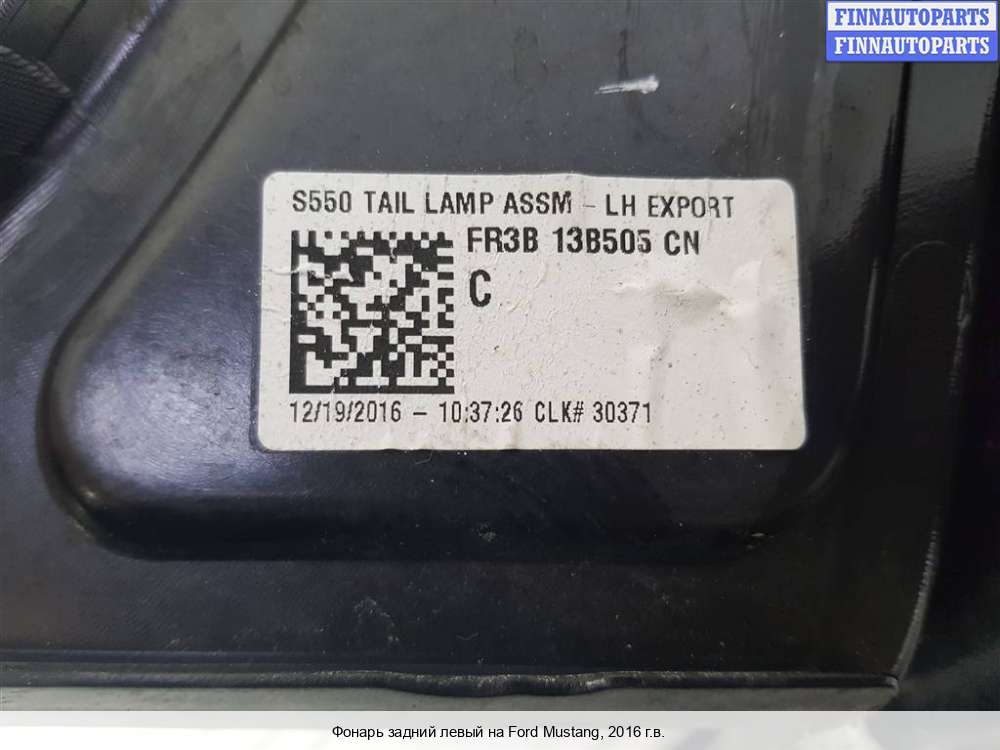 FINNAUTOPARTS
FINNAUTOPARTS
S550 TAIL LAMP ASSM - LH EXPORT
FR3B 13B505 CN
C
12/19/2016 - 10:37:26 CLK# 30371
Фонарь задний левый на Ford Mustang, 2016 г.в.